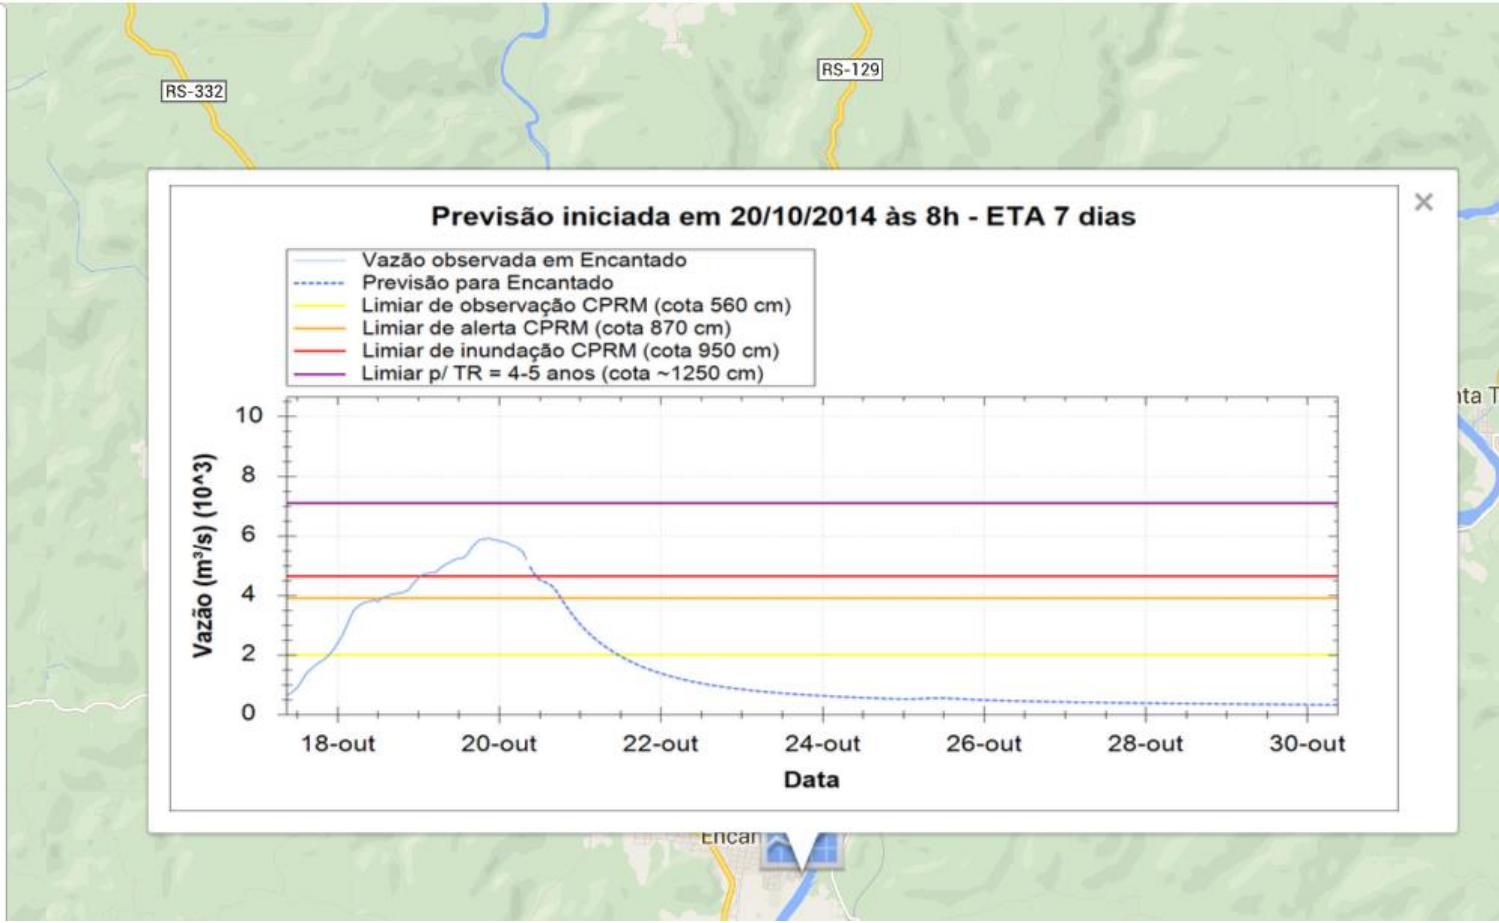 RS-332
RS-129
×
Previsão iniciada em 20/10/2014 às 8h - ETA 7 dias
Vazão observada em Encantado
Previsão para Encantado
Limiar de observação CPRM (cota 560 cm)
Limiar de alerta CPRM (cota 870 cm)
Limiar de inundação CPRM (cota 950 cm)
Limiar p/ TR = 4-5 anos (cota ~1250 cm)
nta T
Vazão (m³/s) (10^3)
10
8
6
4
2
0
18-out 20-out 22-out 24-out 26-out 28-out 30-out
Data
Encan